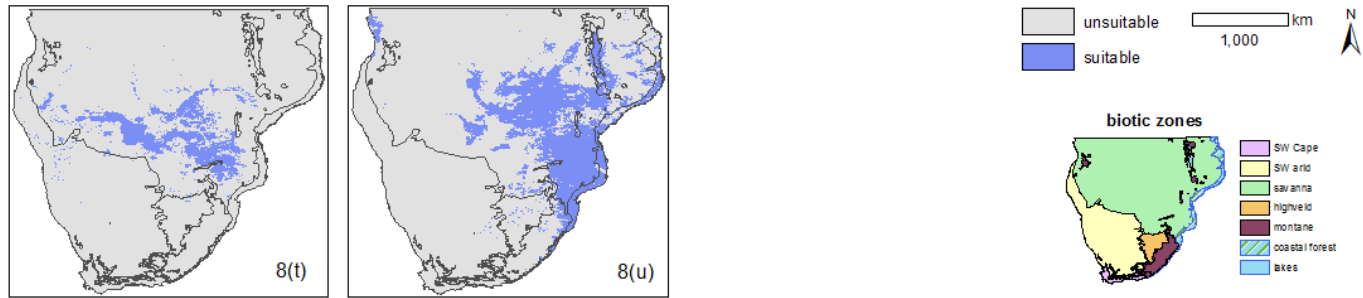 8(t)
8(u)
unsuitable
suitable
km
1,000
N
biotic zones
SW Cape
SW arid
savanna
highveld
montane
coastal forest
lakes